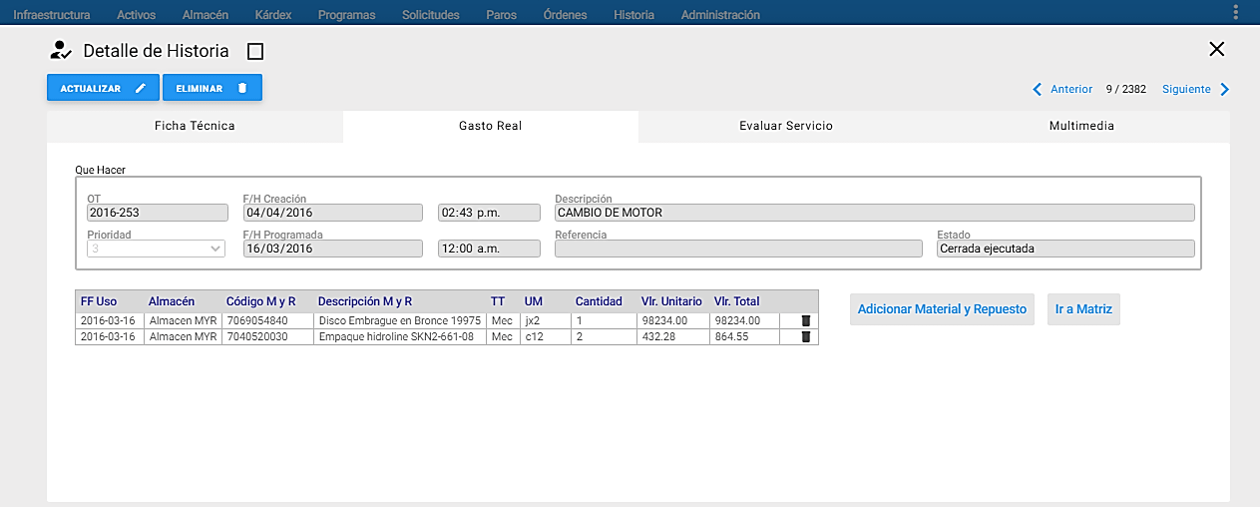 Infraestructura Activos Almacén Kárdex Programas Solicitudes Paros Órdenes Historia Administración
Detalle de Historia
ACTUALIZAR ELIMINAR
Anterior 9 / 2382 Siguiente
Ficha Técnica Gasto Real Evaluar Servicio Multimedia
Que Hacer
OT F/H Creación Descripción
2016-253 04/04/2016 02:43 p.m. CAMBIO DE MOTOR
Prioridad F/H Programada Referencia Estado
3 16/03/2016 12:00 a.m. Cerrada ejecutada
FF Uso Almacén Código M y R Descripción M y R TT UM Cantidad Vlr. Unitario Vlr. Total
2016-03-16 Almacen MYR 7069054840 Disco Embrague en Bronce 19975 Mec jx2 1 98234.00 98234.00
2016-03-16 Almacen MYR 7040520030 Empaque hidroline SKN2-661-08 Mec c12 2 432.28 864.55
Adicionar Material y Repuesto Ir a Matriz